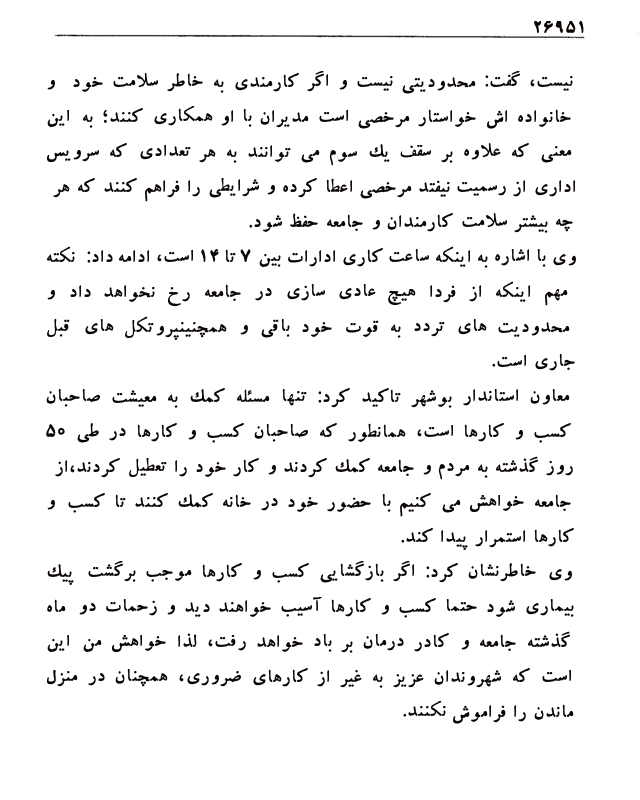 ۲۶۹۵۱
نیست، گفت: محدودیتی نیست و اگر کارمندی به خاطر سلامت خود و
خانواده اش خواستار مرخصی است مدیران با او همکاری کنند؛ به این
معنی که علاوه بر سقف یك سوم می توانند به هر تعدادی که سرویس
اداری از رسمیت نیفتد مرخصی اعطا کرده و شرایطی را فراهم کنند که هر
چه بیشتر سلامت کارمندان و جامعه حفظ شود.
وی با اشاره به اینکه ساعت کاری ادارات بین ۷ تا ۱۴ است، ادامه داد: نکته
مهم اینکه از فردا هیچ عادی سازی در جامعه رخ نخواهد داد و
محدودیت های تردد به قوت خود باقی و همچنینپروتکل های قبل
جاری است.
معاون استاندار بوشهر تاکید کرد: تنها مسئله کمك به معیشت صاحبان
کسب و کارها است، همانطور که صاحبان کسب و کارها در طی ۵۰
روز گذشته به مردم و جامعه کمك کردند و کار خود را تعطیل کردند،از
جامعه خواهش می کنیم با حضور خود در خانه کمك کنند تا کسب و
کارها استمرار پیدا کند.
وی خاطرنشان کرد: اگر بازگشایی کسب و کارها موجب برگشت پیك
بیماری شود حتما کسب و کارها آسیب خواهند دید و زحمات دو ماه
گذشته جامعه و کادر درمان بر باد خواهد رفت، لذا خواهش من این
است که شهروندان عزیز به غیر از کارهای ضروری، همچنان در منزل
ماندن را فراموش نکنند.